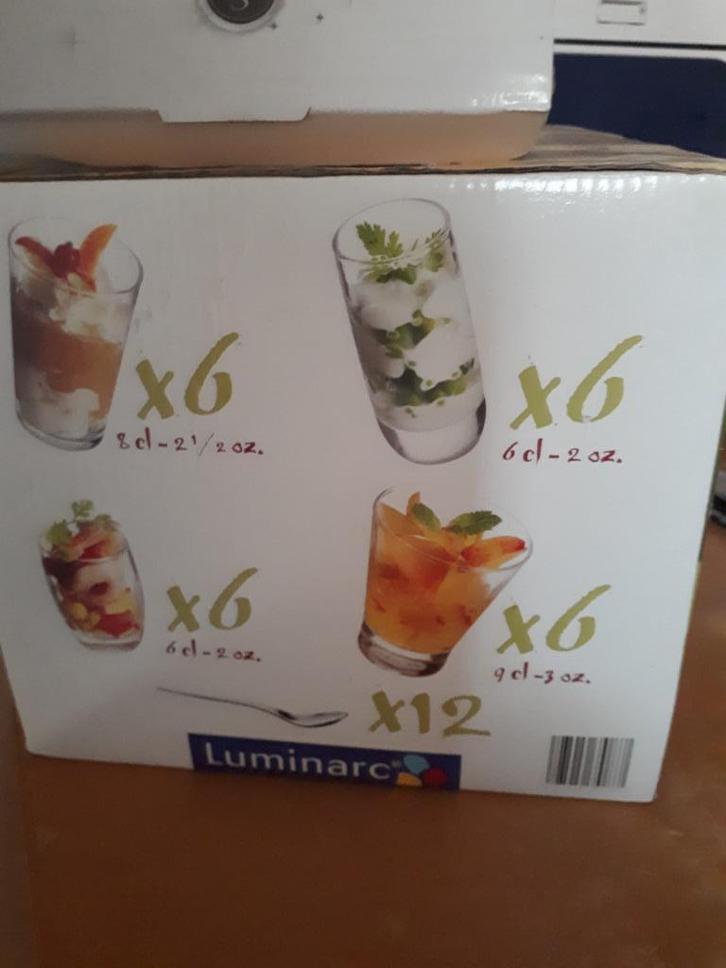 x6
8 cl - 2 1/2 oz.
x6
6 cl - 2 oz.
x6
6 cl - 2 oz.
x6
9 cl - 3 oz.
x12
Luminarc®